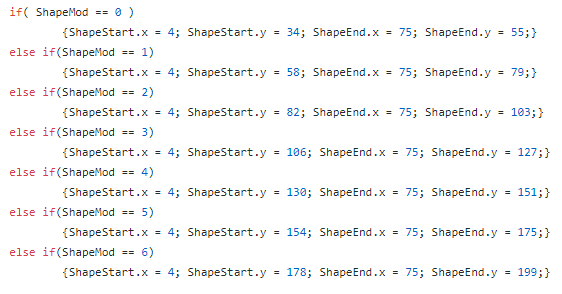 if( ShapeMod == 0 )
{ShapeStart.x = 4; ShapeStart.y = 34; ShapeEnd.x = 75; ShapeEnd.y = 55;}
else if(ShapeMod == 1)
{ShapeStart.x = 4; ShapeStart.y = 58; ShapeEnd.x = 75; ShapeEnd.y = 79;}
else if(ShapeMod == 2)
{ShapeStart.x = 4; ShapeStart.y = 82; ShapeEnd.x = 75; ShapeEnd.y = 103;}
else if(ShapeMod == 3)
{ShapeStart.x = 4; ShapeStart.y = 106; ShapeEnd.x = 75; ShapeEnd.y = 127;}
else if(ShapeMod == 4)
{ShapeStart.x = 4; ShapeStart.y = 130; ShapeEnd.x = 75; ShapeEnd.y = 151;}
else if(ShapeMod == 5)
{ShapeStart.x = 4; ShapeStart.y = 154; ShapeEnd.x = 75; ShapeEnd.y = 175;}
else if(ShapeMod == 6)
{ShapeStart.x = 4; ShapeStart.y = 178; ShapeEnd.x = 75; ShapeEnd.y = 199;}